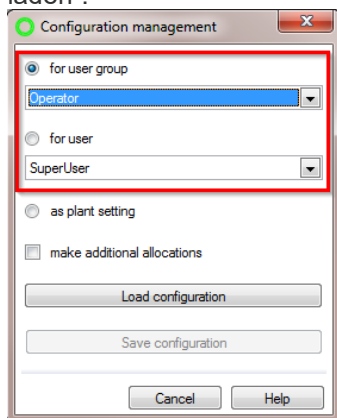 laden".
Configuration management
for user group
Operator
for user
SuperUser
as plant setting
make additional allocations
Load configuration
Save configuration
Cancel Help